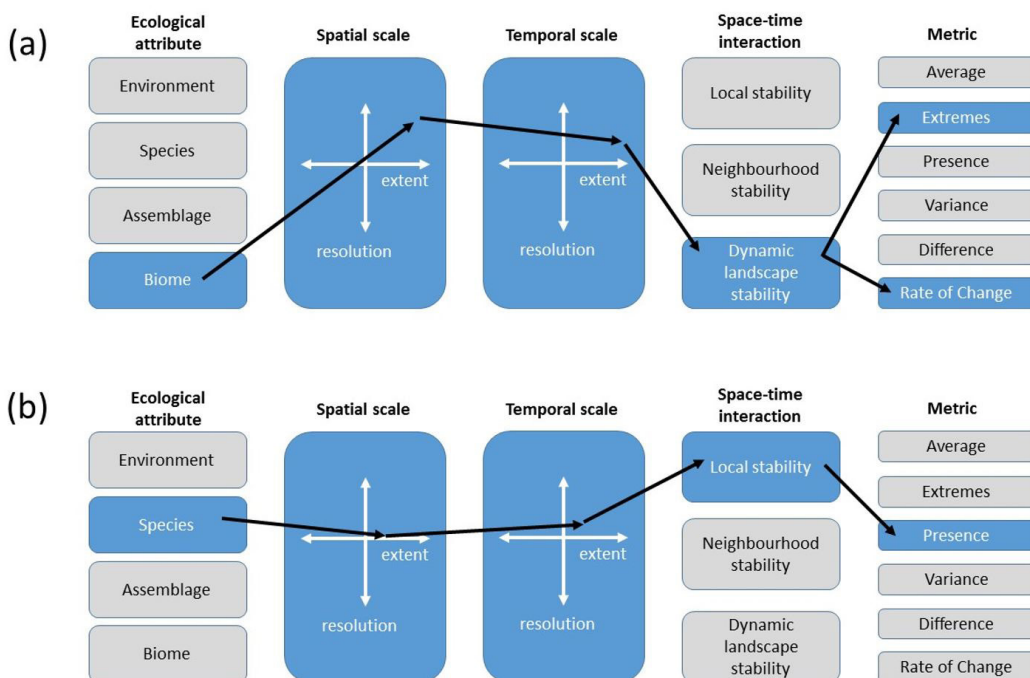 (a)
Ecological
attribute
Environment
Species
Assemblage
Biome
Spatial scale
extent
resolution
Temporal scale
extent
resolution
Space-time
interaction
Local stability
Neighbourhood
stability
Dynamic
landscape
stability
Metric
Average
Extremes
Presence
Variance
Difference
Rate of Change
(b)
Ecological
attribute
Environment
Species
Assemblage
Biome
Spatial scale
extent
resolution
Temporal scale
extent
resolution
Space-time
interaction
Local stability
Neighbourhood
stability
Dynamic
landscape
stability
Metric
Average
Extremes
Presence
Variance
Difference
Rate of Change